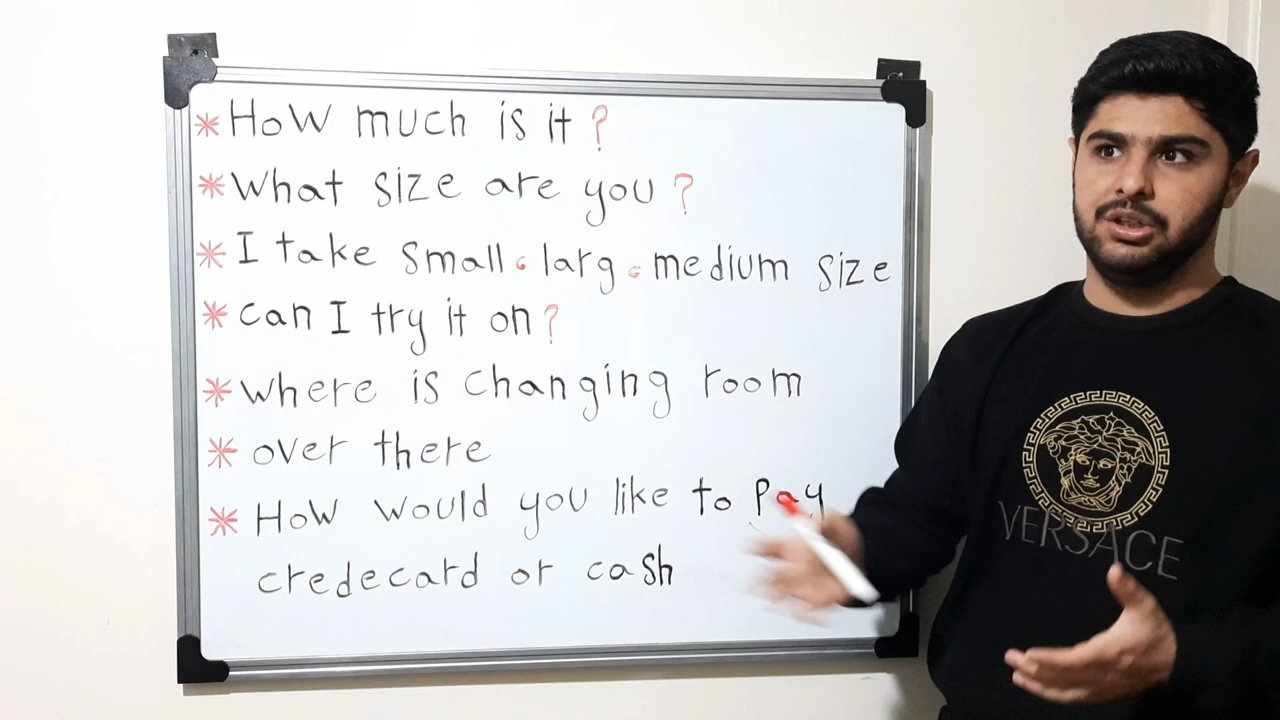 * How much is it?
* What size are you?
* I take small، larg، medium size
* can I try it on?
* where is changing room
* over there
* How would you like to pay
credecard or cash
VERSACE